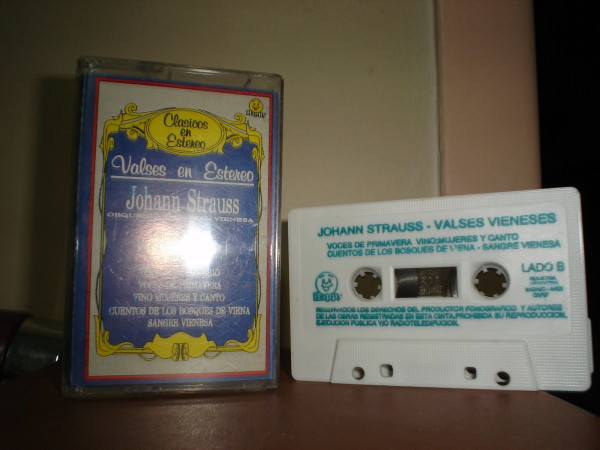 Clasicos
en
Estereo
Valses en Estereo
Johann Strauss
VIENESA
VOCES DE PRIMAVERA
VINO MUJERES Y CANTO
CUENTOS DE LOS BOSQUES DE VIENA
SANGRE VIENESA
JOHANN STRAUSS - VALSES VIENESES
VOCES DE PRIMAVERA VINO,MUJERES Y CANTO
CUENTOS DE LOS BOSQUES DE VIENA - SANGRE VIENESA
LADO B
RESERVADOS LOS DERECHOS DEL PRODUCTOR FONOGRAFICO Y AUTORES
DE LAS OBRAS REGISTRADAS EN ESTA CINTA,PROHIBIDA SU REPRODUCCION,
EJECUCION PUBLICA Y/O RADIOTELEDIFUCION.